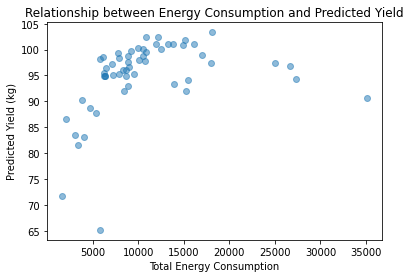 Relationship between Energy Consumption and Predicted Yield
105
100
95
90
85
80
75
70
65
Predicted Yield (kg)
5000 10000 15000 20000 25000 30000 35000
Total Energy Consumption